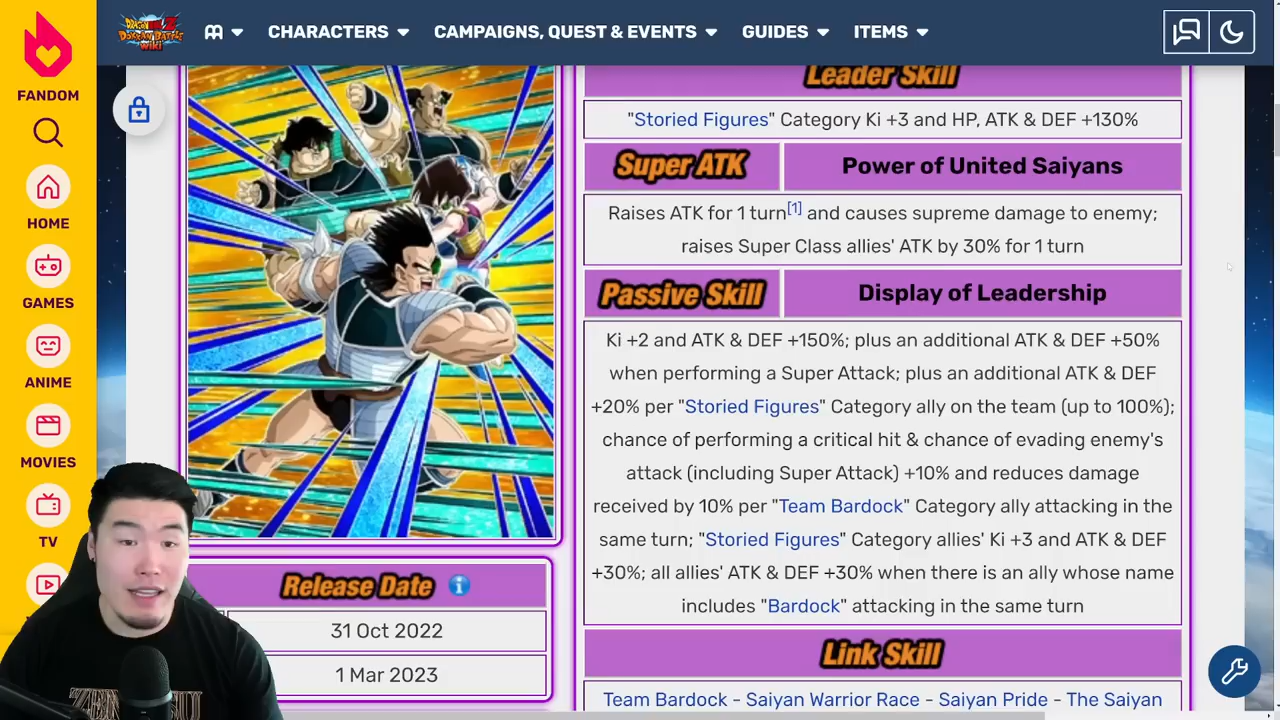 DRAGON BALL Z
DOKKAN BATTLE
WIKI
CHARACTERS
CAMPAIGNS, QUEST & EVENTS
GUIDES
ITEMS
FANDOM
HOME
GAMES
ANIME
MOVIES
TV
Leader Skill
"Storied Figures" Category Ki +3 and HP, ATK & DEF +130%
Super ATK
Power of United Saiyans
Raises ATK for 1 turn[1] and causes supreme damage to enemy;
raises Super Class allies' ATK by 30% for 1 turn
Passive Skill
Display of Leadership
Ki +2 and ATK & DEF +150%; plus an additional ATK & DEF +50%
when performing a Super Attack; plus an additional ATK & DEF
+20% per "Storied Figures" Category ally on the team (up to 100%);
chance of performing a critical hit & chance of evading enemy's
attack (including Super Attack) +10% and reduces damage
received by 10% per "Team Bardock" Category ally attacking in the
same turn; "Storied Figures" Category allies' Ki +3 and ATK & DEF
+30%; all allies' ATK & DEF +30% when there is an ally whose name
includes "Bardock" attacking in the same turn
Link Skill
Team Bardock - Saiyan Warrior Race - Saiyan Pride - The Saiyan
Release Date
31 Oct 2022
1 Mar 2023